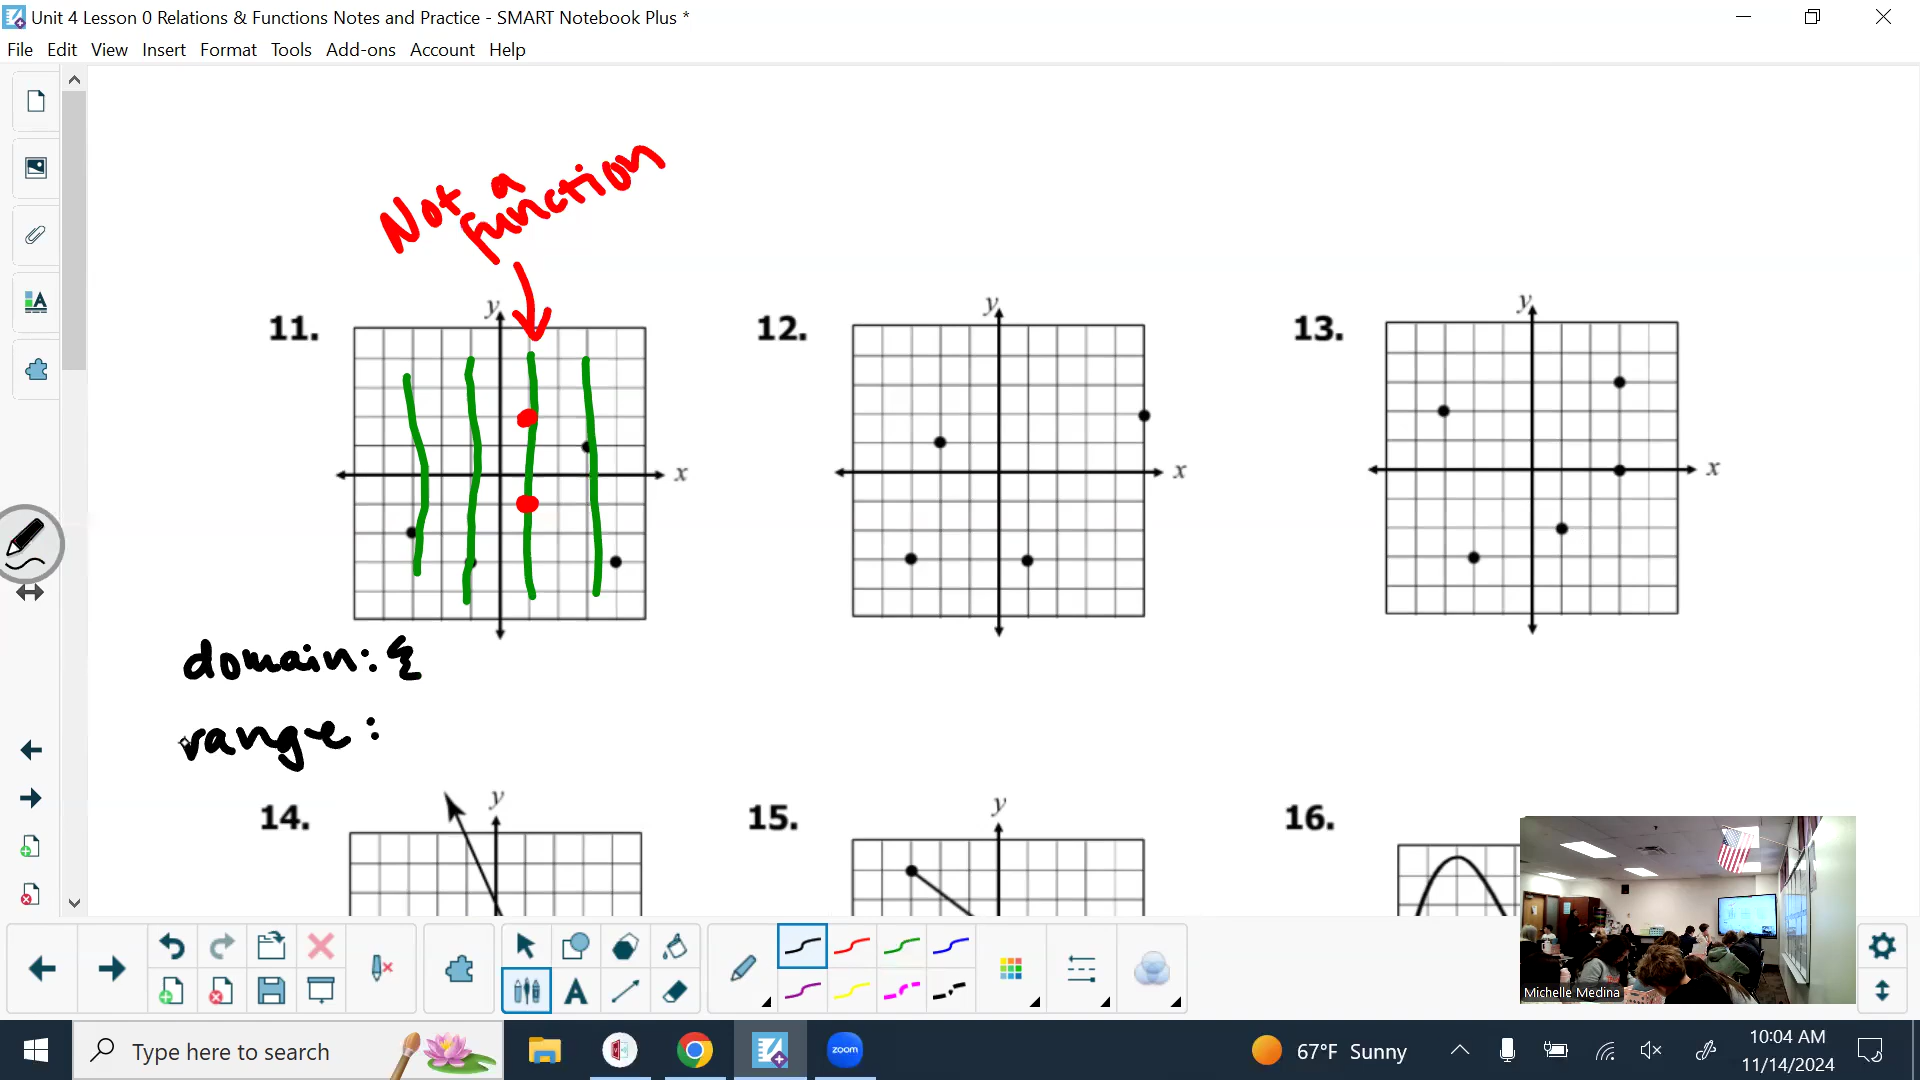 Unit 4 Lesson 0 Relations & Functions Notes and Practice - SMART Notebook Plus *
File Edit View Insert Format Tools Add-ons Account Help
Not a
function
11.
y
x
12.
y
x
13.
y
x
domain: {
range:
14.
y
15.
y
16.
Michelle Medina
Type here to search
zoom
67°F Sunny
10:04 AM
11/14/2024